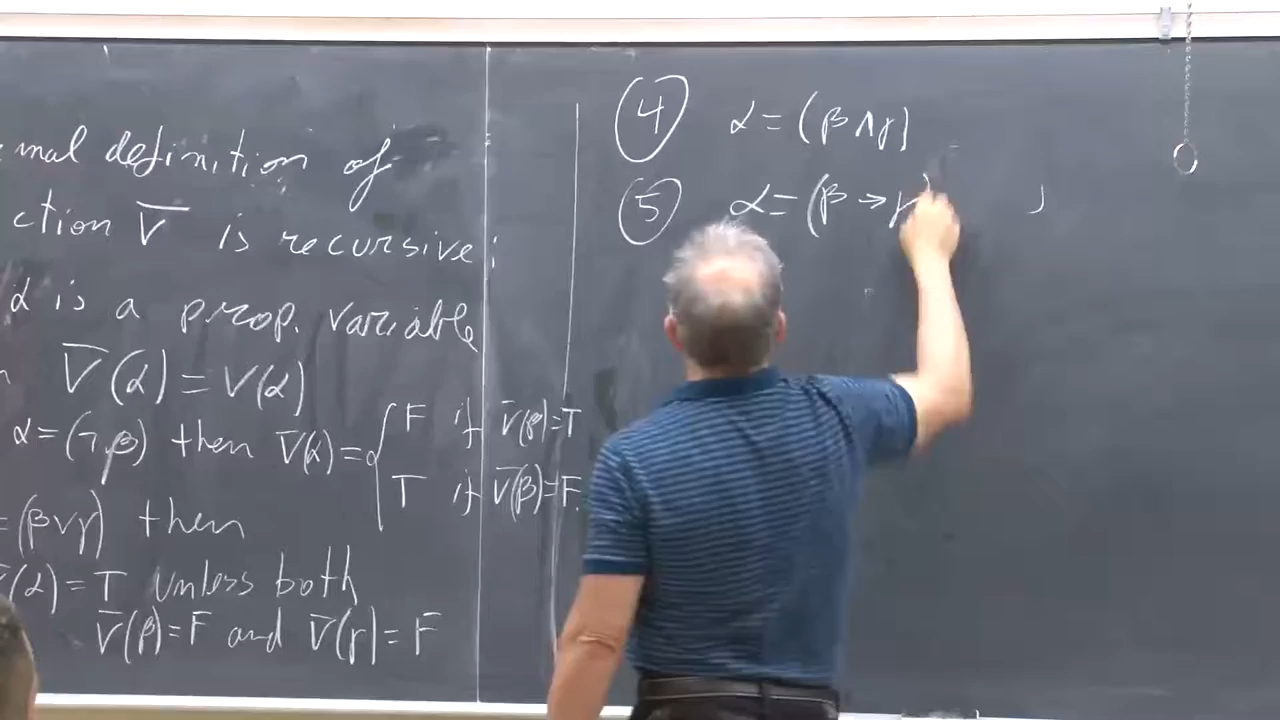 mal definition of
ction V̅ is recursive:
α is a prop. variable
V̅(α) = V(α)
α=(¬β) then V̅(α)={ F if V̅(β)=T
T if V̅(β)=F.
=(β∨γ) then
V̅(α)=T unless both
V̅(β)=F and V̅(γ)=F
④ α=(β∧γ)
⑤ α=(β→γ)